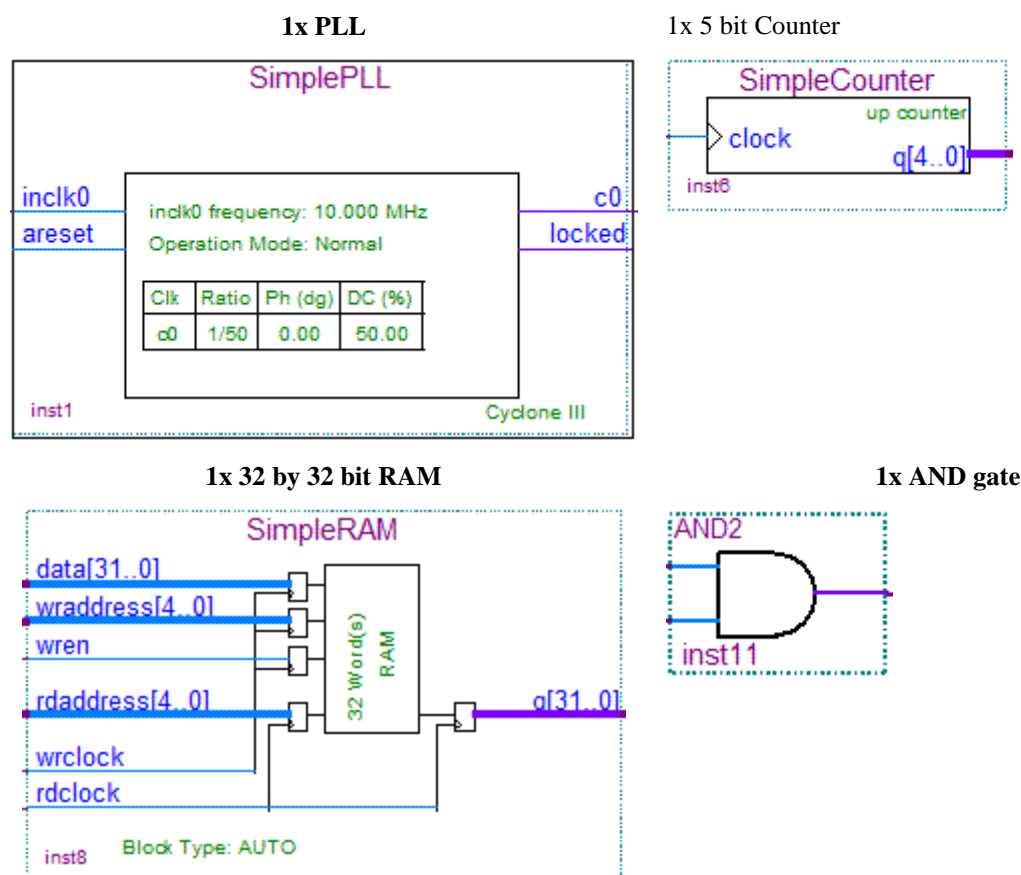 1x PLL
SimplePLL
inclk0
areset
inclk0 frequency: 10.000 MHz
Operation Mode: Normal
Clk Ratio Ph (dg) DC (%)
c0 1/50 0.00 50.00
c0
locked
inst1
Cyclone III
1x 5 bit Counter
SimpleCounter
up counter
clock
q[4..0]
inst6
1x 32 by 32 bit RAM
SimpleRAM
data[31..0]
wraddress[4..0]
wren
rdaddress[4..0]
wrclock
rdclock
32 Word(s)
RAM
q[31..0]
inst8
Block Type: AUTO
1x AND gate
AND2
inst11